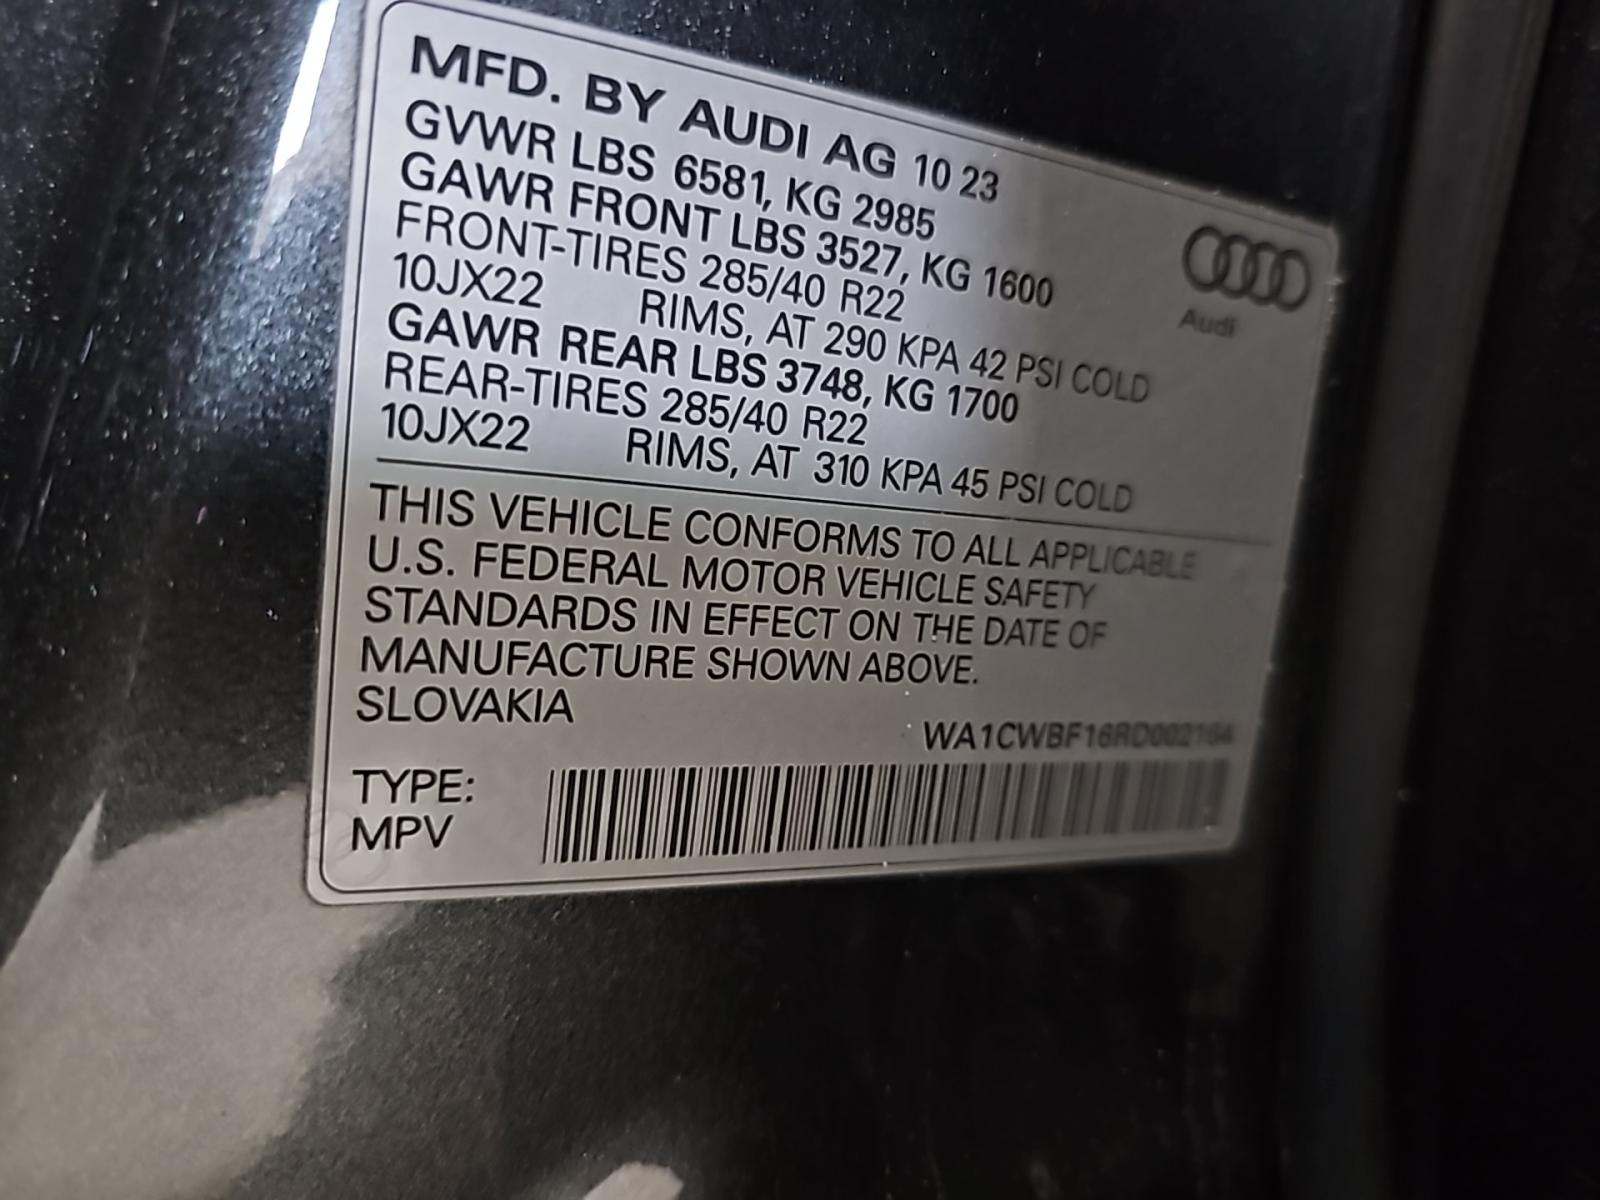 MFD. BY AUDI AG 10 23
GVWR LBS 6581, KG 2985
GAWR FRONT LBS 3527, KG 1600
FRONT-TIRES 285/40 R22
10JX22 RIMS, AT 290 KPA 42 PSI COLD
GAWR REAR LBS 3748, KG 1700
REAR-TIRES 285/40 R22
10JX22 RIMS, AT 310 KPA 45 PSI COLD
Audi
THIS VEHICLE CONFORMS TO ALL APPLICABLE
U.S. FEDERAL MOTOR VEHICLE SAFETY
STANDARDS IN EFFECT ON THE DATE OF
MANUFACTURE SHOWN ABOVE.
SLOVAKIA
WA1CWBF16RD002164
TYPE:
MPV